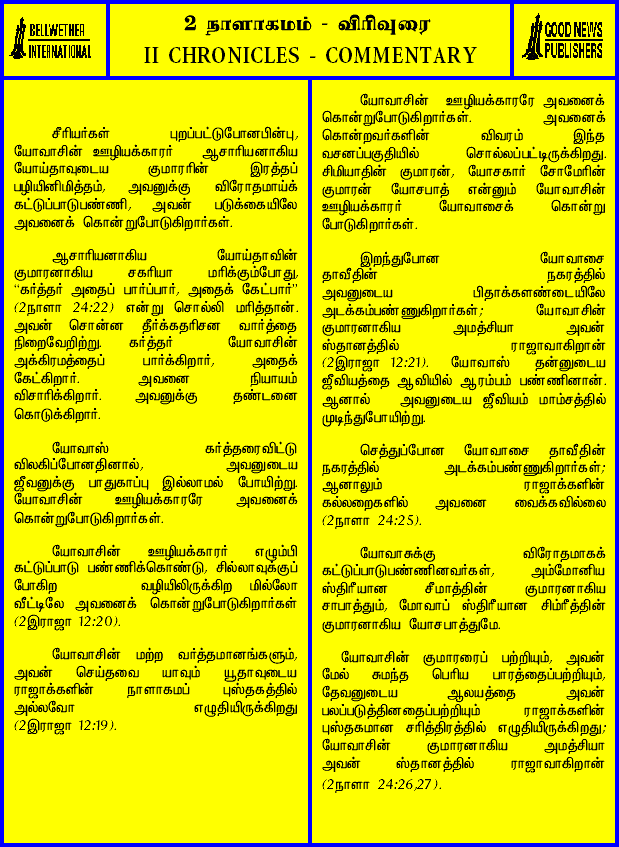 BELLWETHER
INTERNATIONAL
2 நாளாகமம் - விரிவுரை
II CHRONICLES - COMMENTARY
GOOD NEWS
PUBLISHERS
சீரியர்கள் புறப்பட்டுபோனபின்பு,
யோவாசின் ஊழியக்காரர் ஆசாரியனாகிய
யோய்தாவுடைய குமாரரின் இரத்தப்
பழியினிமித்தம், அவனுக்கு விரோதமாய்க்
கட்டுப்பாடுபண்ணி, அவன் படுக்கையிலே
அவனைக் கொன்றுபோடுகிறார்கள்.
ஆசாரியனாகிய யோய்தாவின்
குமாரனாகிய சகரியா மரிக்கும்போது,
“கர்த்தர் அதைப் பார்ப்பார், அதைக் கேட்பார்”
(2நாளா 24:22) என்று சொல்லி மரித்தான்.
அவன் சொன்ன தீர்க்கதரிசன வார்த்தை
நிறைவேறிற்று. கர்த்தர் யோவாசின்
அக்கிரமத்தைப் பார்க்கிறார், அதைக்
கேட்கிறார். அவனை நியாயம்
விசாரிக்கிறார். அவனுக்கு தண்டனை
கொடுக்கிறார்.
யோவாஸ் கர்த்தரைவிட்டு
விலகிப்போனதினால், அவனுடைய
ஜீவனுக்கு பாதுகாப்பு இல்லாமல் போயிற்று.
யோவாசின் ஊழியக்காரரே அவனைக்
கொன்றுபோடுகிறார்கள்.
யோவாசின் ஊழியக்காரர் எழும்பி
கட்டுப்பாடு பண்ணிக்கொண்டு, சில்லாவுக்குப்
போகிற வழியிலிருக்கிற மில்லோ
வீட்டிலே அவனைக் கொன்றுபோடுகிறார்கள்
(2இராஜா 12:20).
யோவாசின் மற்ற வர்த்தமானங்களும்,
அவன் செய்தவை யாவும் யூதாவுடைய
ராஜாக்களின் நாளாகமப் புஸ்தகத்தில்
அல்லவோ எழுதியிருக்கிறது
(2இராஜா 12:19).
யோவாசின் ஊழியக்காரரே அவனைக்
கொன்றுபோடுகிறார்கள். அவனைக்
கொன்றவர்களின் விவரம் இந்த
வசனப்பகுதியில் சொல்லப்பட்டிருக்கிறது.
சிமியாதின் குமாரன், யோசகார் சோமேரின்
குமாரன் யோசபாத் என்னும் யோவாசின்
ஊழியக்காரர் யோவாசைக் கொன்று
போடுகிறார்கள்.
இறந்துபோன யோவாசை
தாவீதின் நகரத்தில்
அவனுடைய பிதாக்களண்டையிலே
அடக்கம்பண்ணுகிறார்கள்; யோவாசின்
குமாரனாகிய அமத்சியா அவன்
ஸ்தானத்தில் ராஜாவாகிறான்
(2இராஜா 12:21). யோவாஸ் தன்னுடைய
ஜீவியத்தை ஆவியில் ஆரம்பம் பண்ணினான்.
ஆனால் அவனுடைய ஜீவியம் மாம்சத்தில்
முடிந்துபோயிற்று.
செத்துப்போன யோவாசை தாவீதின்
நகரத்தில் அடக்கம்பண்ணுகிறார்கள்;
ஆனாலும் ராஜாக்களின்
கல்லறைகளில் அவனை வைக்கவில்லை
(2நாளா 24:25).
யோவாசுக்கு விரோதமாகக்
கட்டுப்பாடுபண்ணினவர்கள், அம்மோனிய
ஸ்திரீயான சீமாத்தின் குமாரனாகிய
சாபாத்தும், மோவாப் ஸ்திரீயான சிம்ரீத்தின்
குமாரனாகிய யோசபாத்துமே.
யோவாசின் குமாரரைப் பற்றியும், அவன்
மேல் சுமந்த பெரிய பாரத்தைப்பற்றியும்,
தேவனுடைய ஆலயத்தை அவன்
பலப்படுத்தினதைப்பற்றியும் ராஜாக்களின்
புஸ்தகமான சரித்திரத்தில் எழுதியிருக்கிறது;
யோவாசின் குமாரனாகிய அமத்சியா
அவன் ஸ்தானத்தில் ராஜாவாகிறான்
(2நாளா 24:26,27).